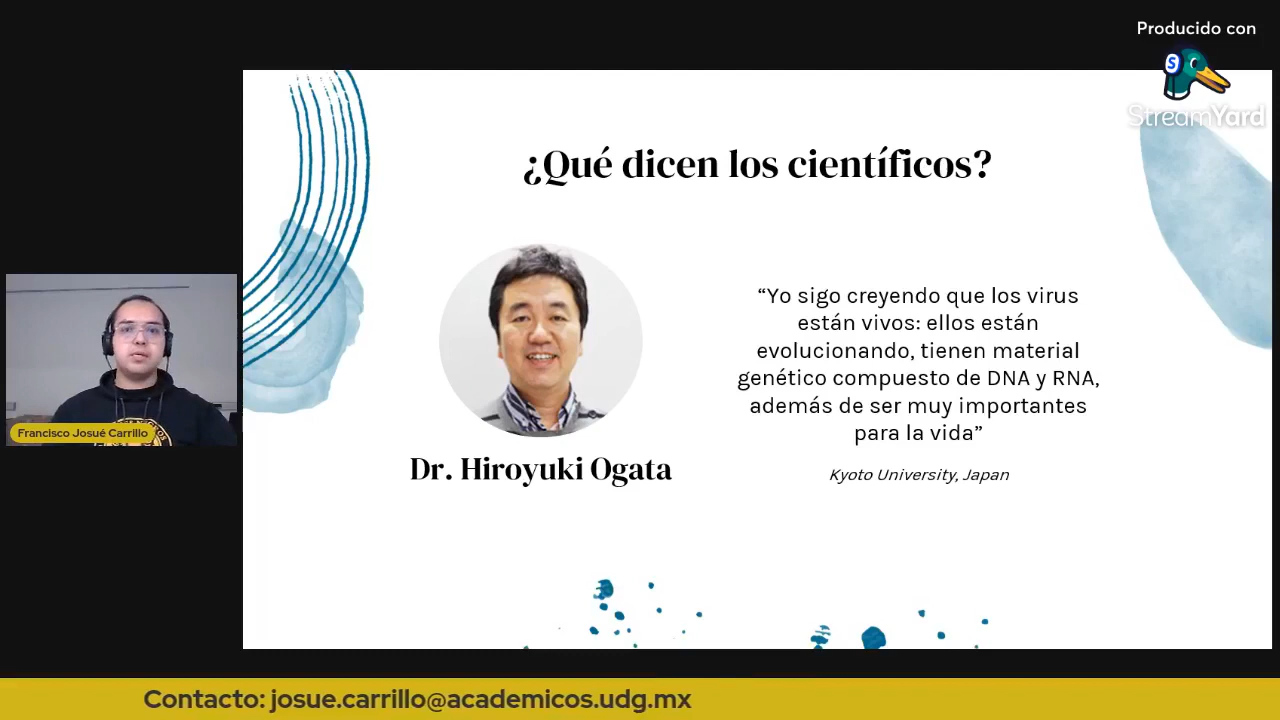 Producido con
StreamYard
¿Qué dicen los científicos?
“Yo sigo creyendo que los virus
están vivos: ellos están
evolucionando, tienen material
genético compuesto de DNA y RNA,
además de ser muy importantes
para la vida”
Kyoto University, Japan
Dr. Hiroyuki Ogata
Francisco Josué Carrillo
Contacto: josue.carrillo@academicos.udg.mx